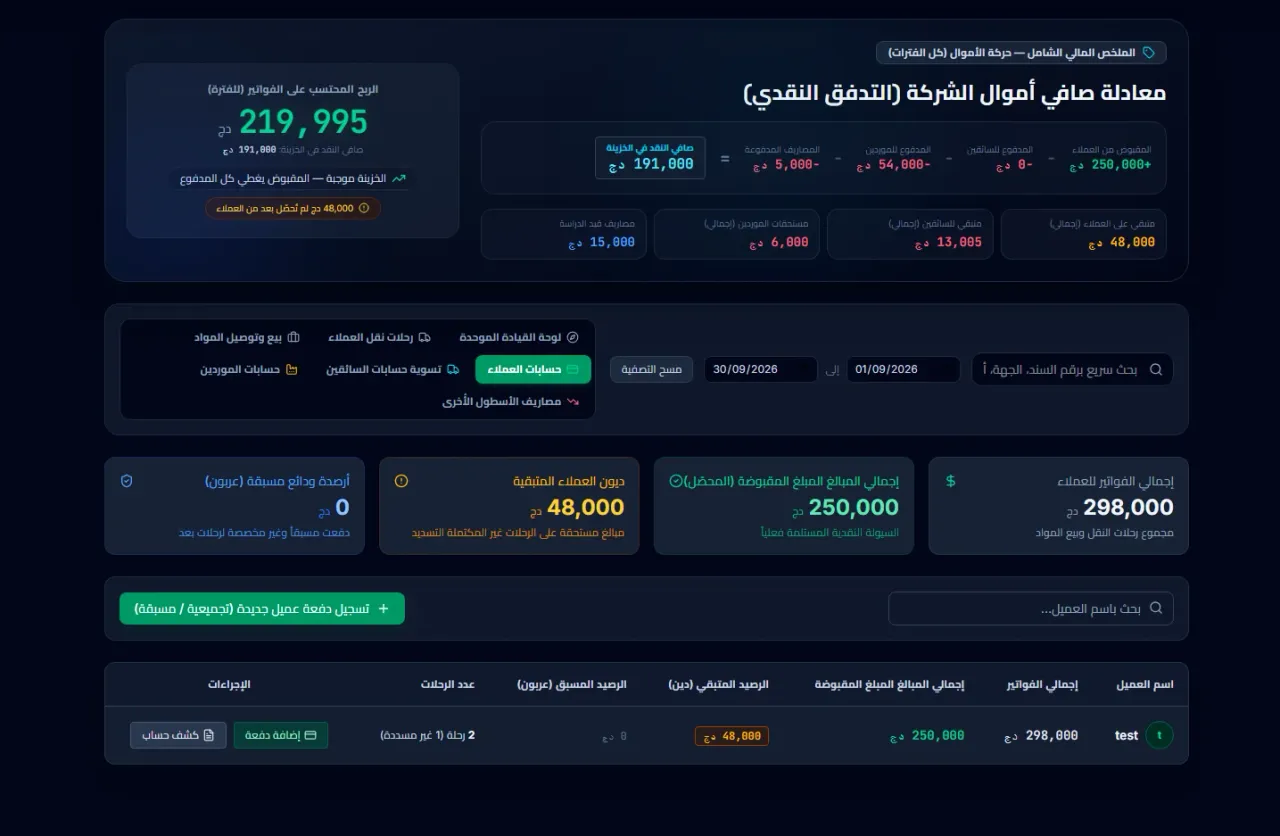 الملخص المالي الشامل — حركة الأموال (كل الفترات)
معادلة صافي أموال الشركة (التدفق النقدي)
المقبوض من العملاء
+250,000 دج
-
المدفوع للسائقين
-0 دج
-
المدفوع للموردين
-54,000 دج
-
المصاريف المدفوعة
-5,000 دج
=
صافي النقد في الخزينة
191,000 دج
متبقي على العملاء (إجمالي)
48,000 دج
متبقي للسائقين (إجمالي)
13,005 دج
مستحقات الموردين (إجمالي)
6,000 دج
مصاريف قيد الدراسة
15,000 دج
الربح المحتسب على الفواتير (للفترة)
219,995 دج
صافي النقد في الخزينة: 191,000 دج
الخزينة موجبة — المقبوض يغطي كل المدفوع
48,000 دج لم تُحصّل بعد من العملاء
بحث سريع برقم السند، الجهة، أ
01/09/2026
إلى
30/09/2026
مسح التصفية
لوحة القيادة الموحدة
رحلات نقل العملاء
بيع وتوصيل المواد
حسابات العملاء
تسوية حسابات السائقين
حسابات الموردين
مصاريف الأسطول الأخرى
إجمالي الفواتير للعملاء
298,000 دج
مجموع رحلات النقل وبيع المواد
إجمالي المبالغ المبلغ المقبوضة (المحصّل)
250,000 دج
السيولة النقدية المستلمة فعلياً
ديون العملاء المتبقية
48,000 دج
مبالغ مستحقة على الرحلات غير المكتملة التسديد
أرصدة ودائع مسبقة (عربون)
0 دج
دفعت مسبقاً وغير مخصصة لرحلات بعد
بحث باسم العميل...
+ تسجيل دفعة عميل جديدة (تجميعية / مسبقة)
اسم العميل
إجمالي الفواتير
إجمالي المبالغ المبلغ المقبوضة
الرصيد المتبقي (دين)
الرصيد المسبق (عربون)
عدد الرحلات
الإجراءات
t
test
298,000 دج
250,000 دج
48,000 دج
0 دج
2 رحلة (1 غير مسددة)
إضافة دفعة
كشف حساب